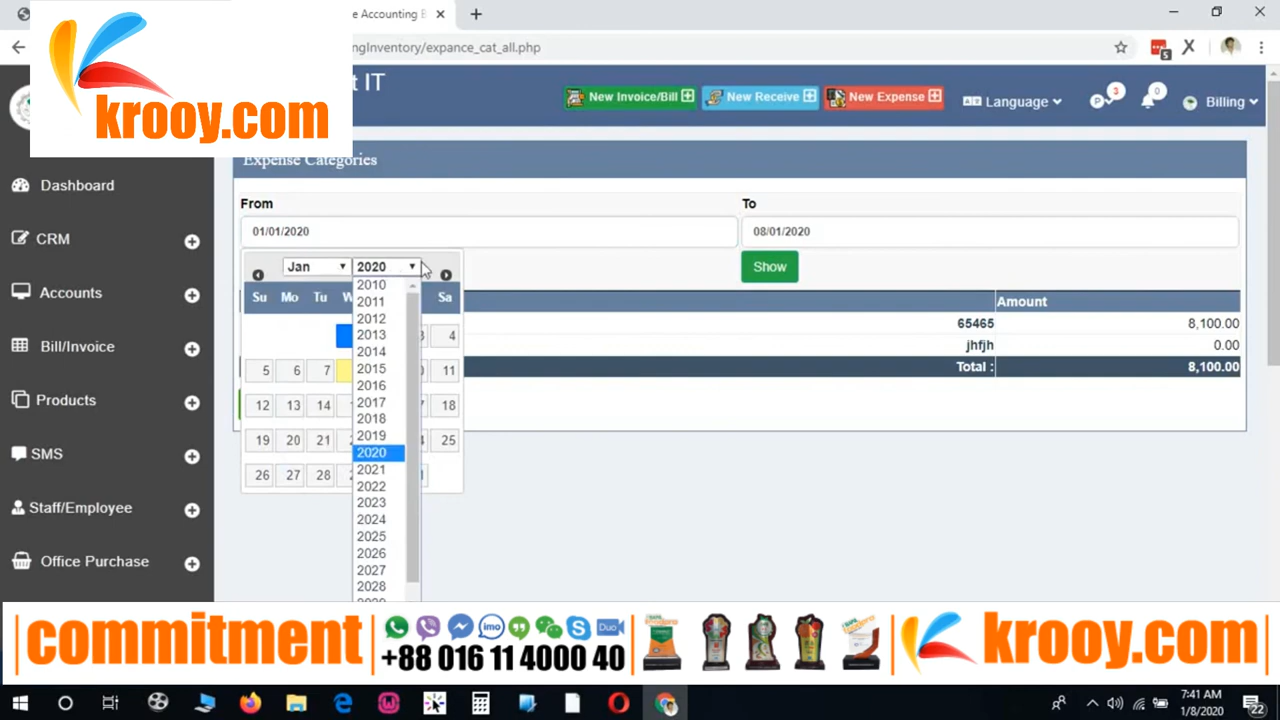 e Accounting
5
ngInventory/expance_cat_all.php
krooy.com
t IT
New Invoice/Bill
New Receive
New Expense
Language
3
0
Billing
Expense Categories
Dashboard
CRM
Accounts
Bill/Invoice
Products
SMS
Staff/Employee
Office Purchase
From
To
01/01/2020
08/01/2020
Show
Jan
2020
Su Mo Tu W Sa
4
5 6 7 11
12 13 14 18
19 20 21 25
26 27 28
2010
2011
2012
2013
2014
2015
2016
2017
2018
2019
2020
2021
2022
2023
2024
2025
2026
2027
2028
Amount
65465 8,100.00
jhfjh 0.00
Total : 8,100.00
commitment
imo
Duo
+88 016 11 4000 40
krooy.com
7:41 AM
1/8/2020
22